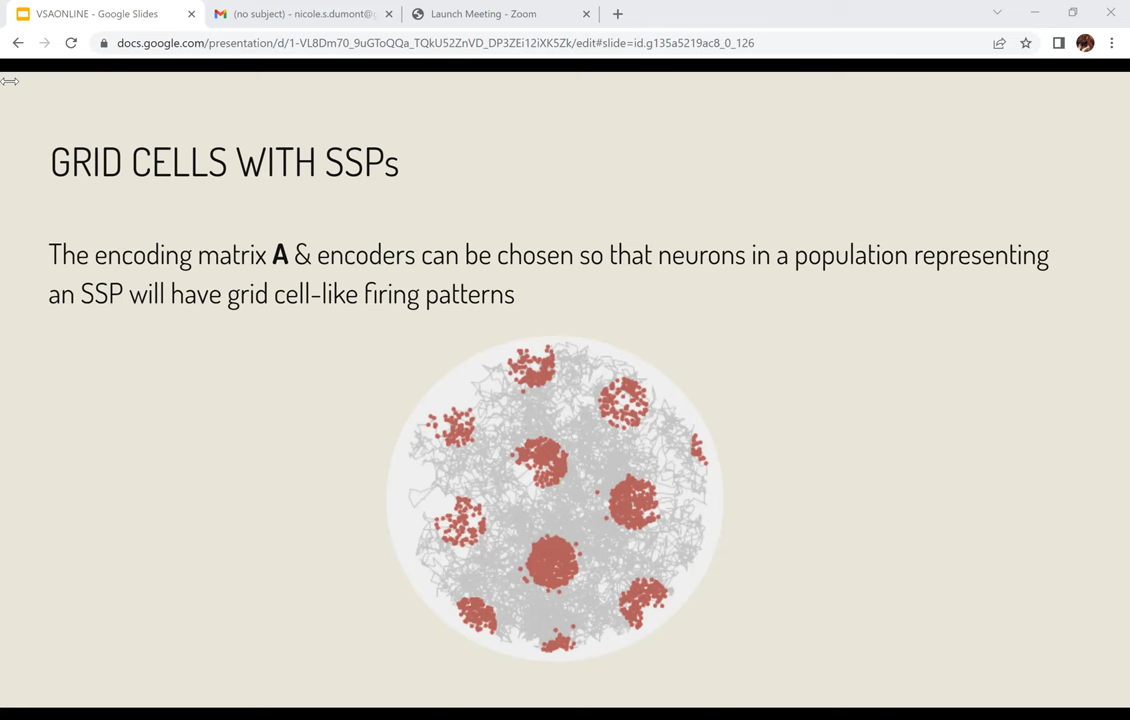 VSAONLINE - Google Slides
(no subject) - nicole.s.dumont@g
Launch Meeting - Zoom
docs.google.com/presentation/d/1-VL8Dm70_9uGToQQa_TQkU52ZnVD_DP3ZEi12iXK5Zk/edit#slide=id.g135a5219ac8_0_126
GRID CELLS WITH SSPs
The encoding matrix A & encoders can be chosen so that neurons in a population representing
an SSP will have grid cell-like firing patterns